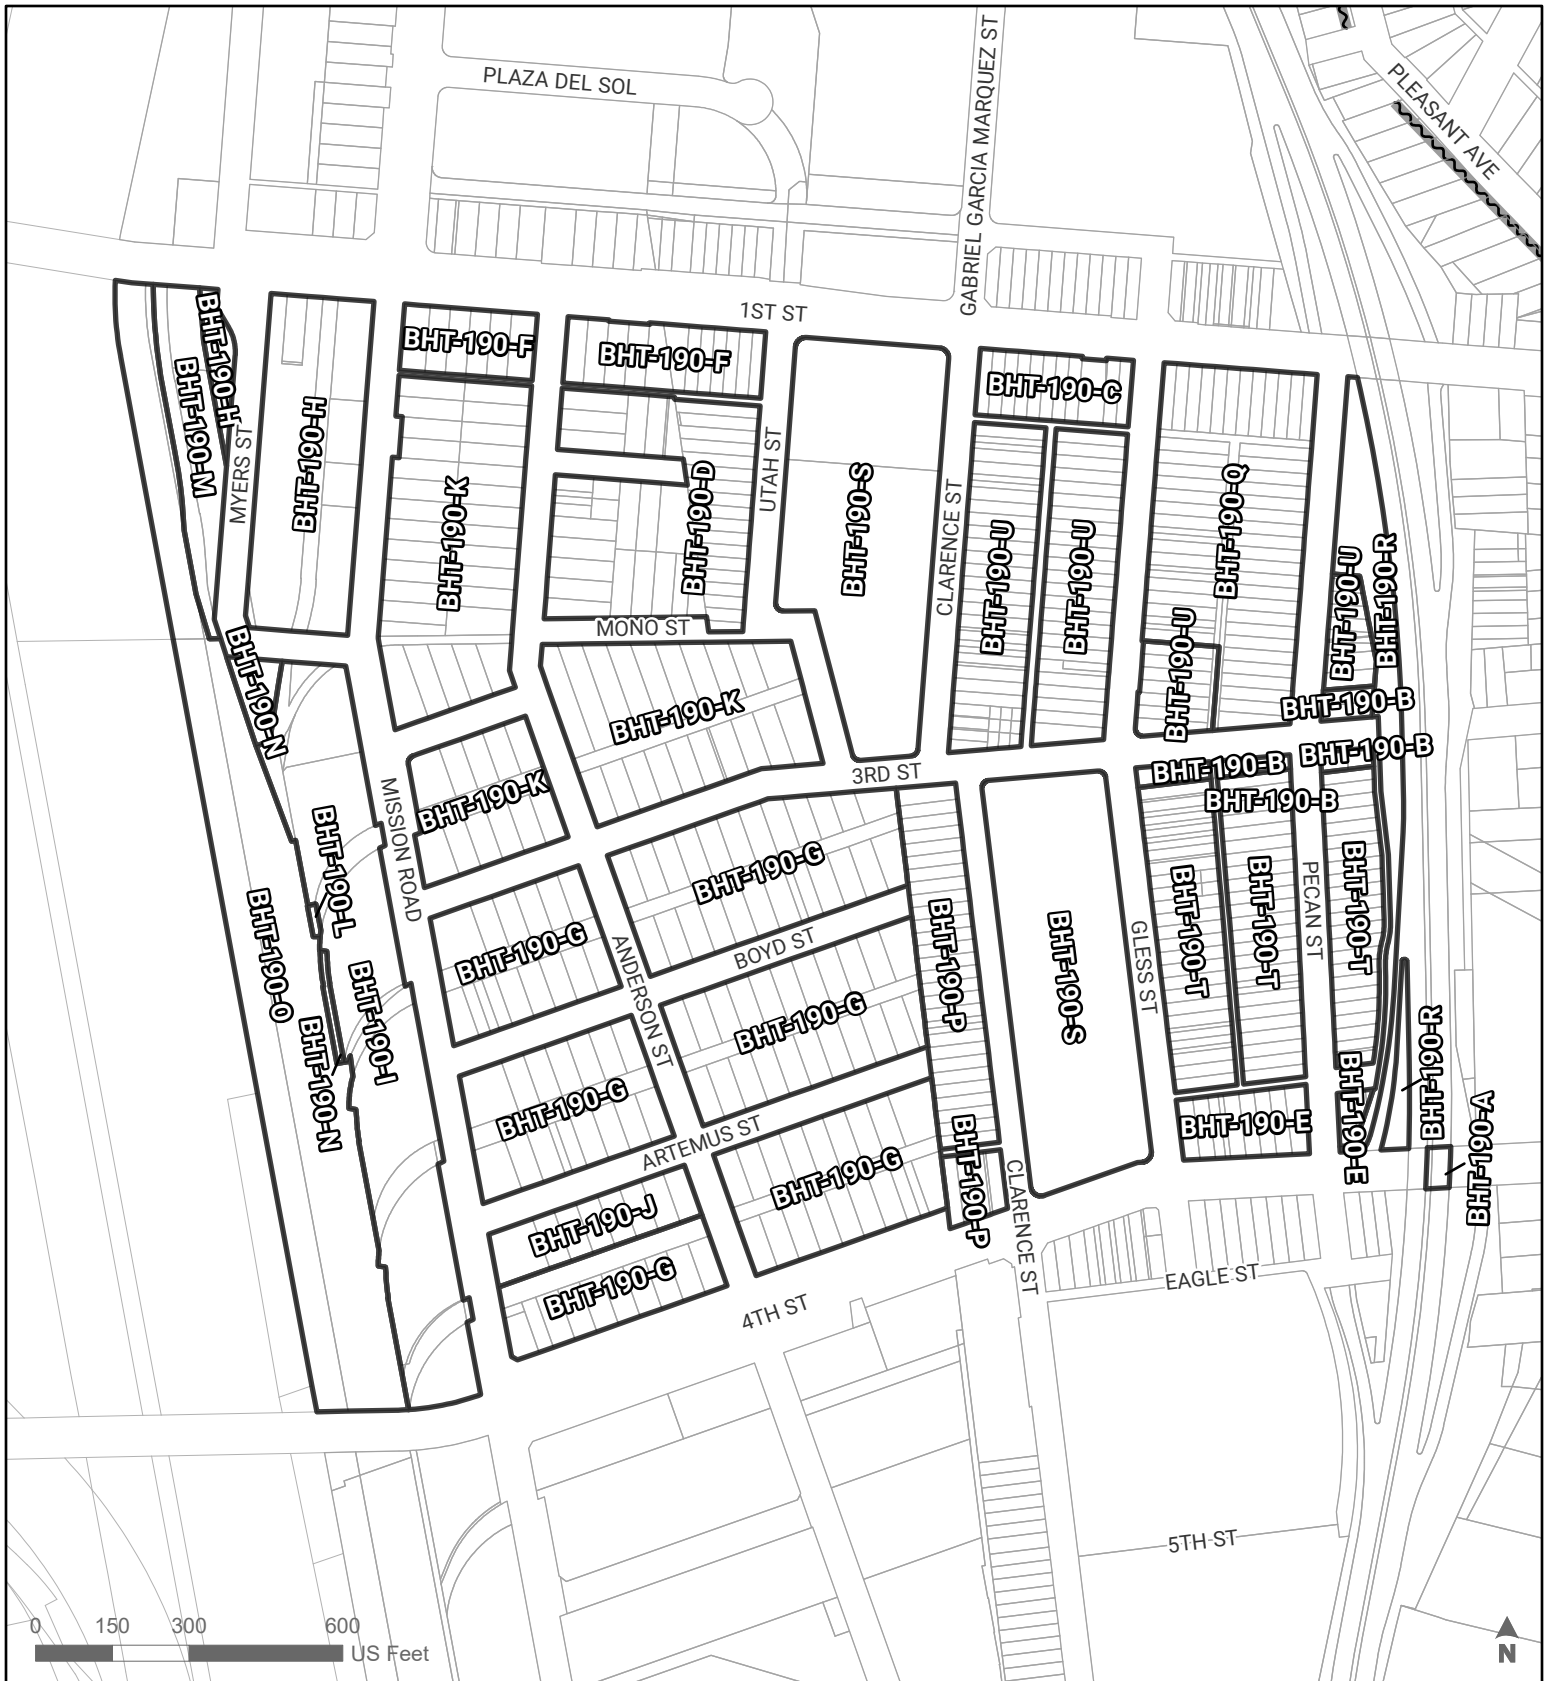 PLAZA DEL SOL
GABRIEL GARCIA MARQUEZ ST
PLEASANT AVE
1ST ST
BHT-190-H
BHT-190-M
MYERS ST
BHT-190-H
BHT-190-F
BHT-190-F
BHT-190-C
BHT-190-K
BHT-190-D
UTAH ST
BHT-190-S
CLARENCE ST
BHT-190-U
BHT-190-U
BHT-190-Q
BHT-190-U
BHT-190-U
BHT-190-R
MONO ST
BHT-190-N
BHT-190-K
BHT-190-B
BHT-190-B
BHT-190-B
BHT-190-B
3RD ST
BHT-190-K
MISSION ROAD
BHT-190-L
BHT-190-G
BHT-190-G
BHT-190-O
BHT-190-I
BHT-190-N
ANDERSON ST
BOYD ST
BHT-190-P
BHT-190-S
GLESS ST
BHT-190-T
BHT-190-T
PECAN ST
BHT-190-T
BHT-190-G
BHT-190-G
BHT-190-E
BHT-190-E
BHT-190-R
BHT-190-A
ARTEMUS ST
BHT-190-G
BHT-190-P
CLARENCE ST
BHT-190-J
BHT-190-G
4TH ST
EAGLE ST
5TH ST
0 150 300 600
US Feet
N